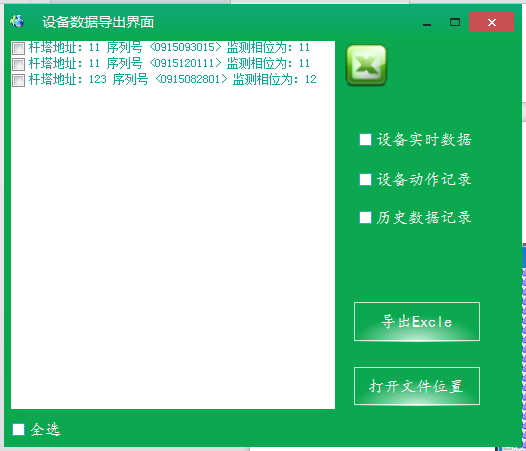 设备数据导出界面
杆塔地址: 11 序列号 <0915093015>监测相位为: 11
杆塔地址: 11 序列号 <0915120111>监测相位为: 11
杆塔地址: 123 序列号 <0915082801>监测相位为: 12
设备实时数据
设备动作记录
历史数据记录
导出Excle
打开文件位置
全选